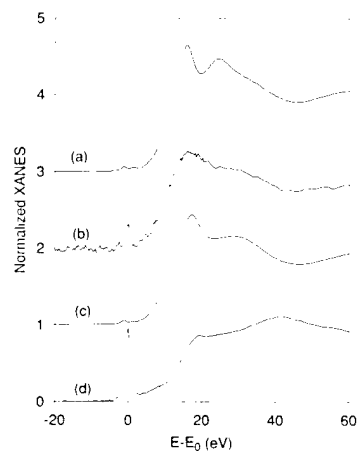 5
4
3
2
1
0
Normalized XANES
(a)
(b)
(c)
(d)
-20 0 20 40 60
E-E₀ (eV)